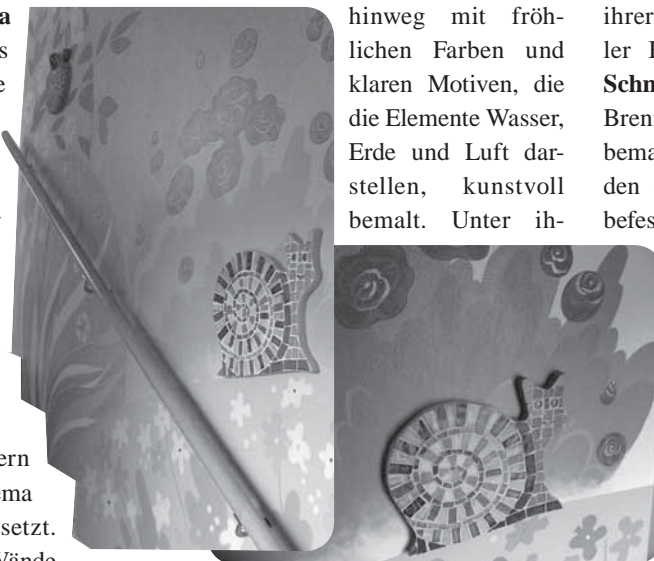 a
s
e
ern
ema
setzt.
Wände
hinweg mit fröh-
lichen Farben und
klaren Motiven, die
die Elemente Wasser,
Erde und Luft dar-
stellen, kunstvoll
bemalt. Unter ih-
ihrer
ler
Schn
Bren
bema
den
befes